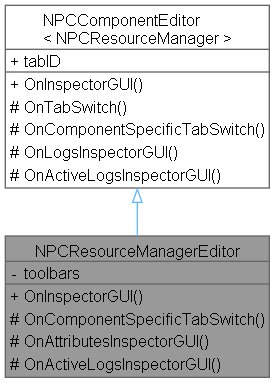 NPCComponentEditor
< NPCResourceManager >
+ tabID
+ OnInspectorGUI()
# OnTabSwitch()
# OnComponentSpecificTabSwitch()
# OnLogsInspectorGUI()
# OnActiveLogsInspectorGUI()
NPCResourceManagerEditor
- toolbars
+ OnInspectorGUI()
# OnComponentSpecificTabSwitch()
# OnAttributesInspectorGUI()
# OnActiveLogsInspectorGUI()